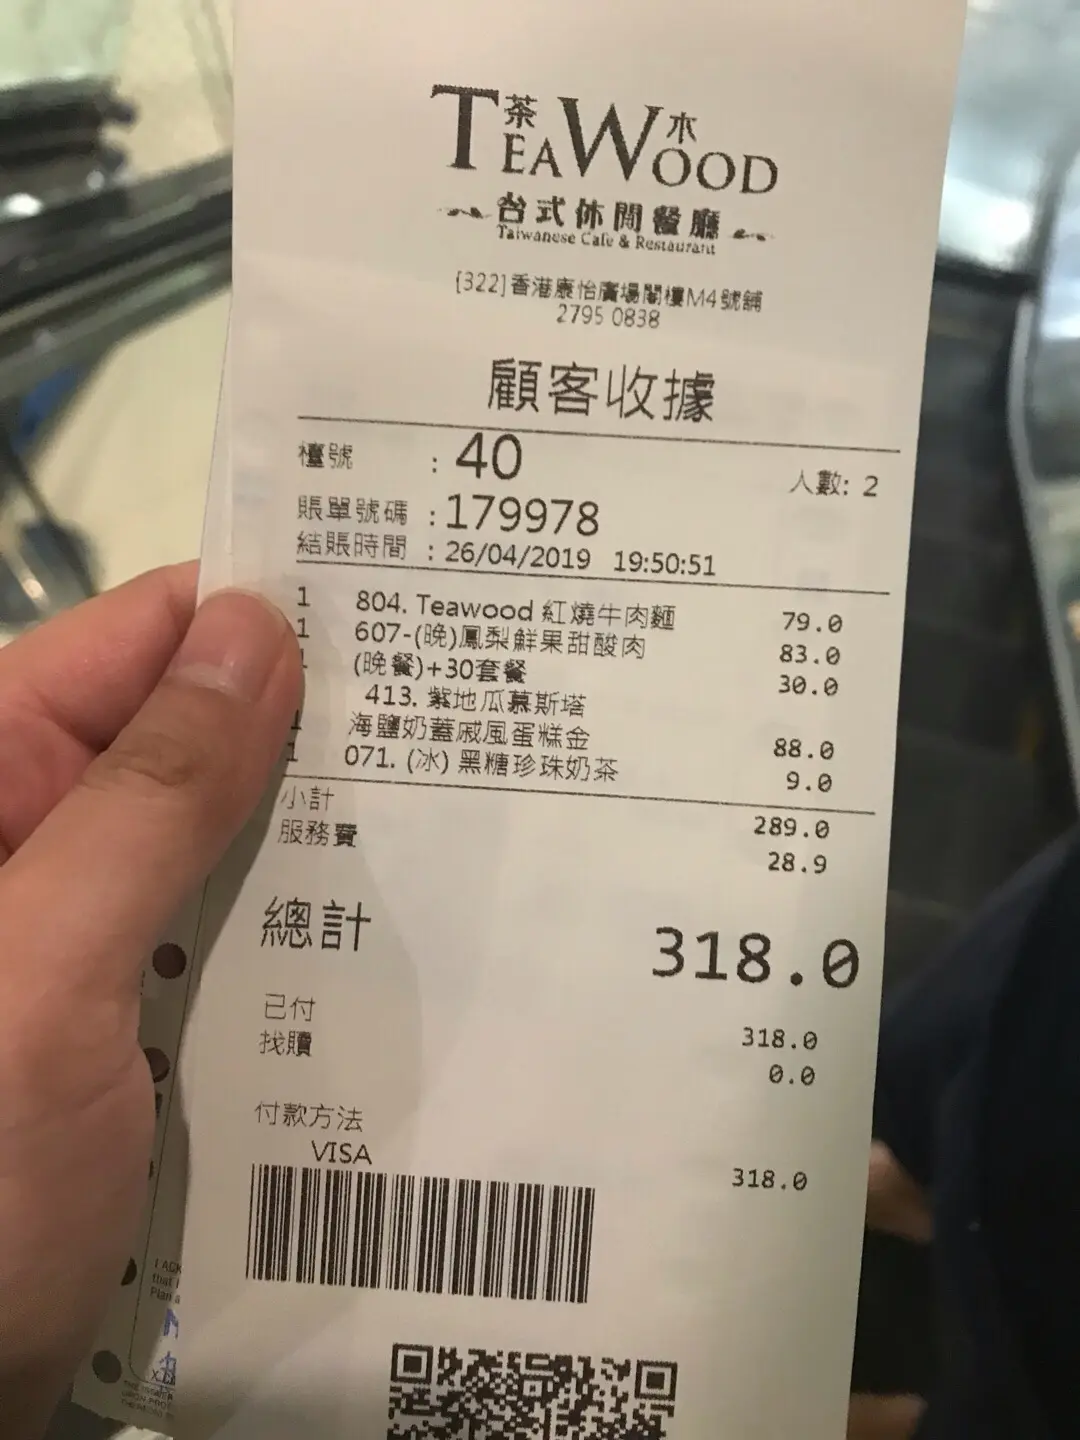 茶 木
TEAWOOD
台式休閒餐廳
Taiwanese Cafe & Restaurant
[322]香港康怡廣場閣樓M4號舖
2795 0838
顧客收據
檯號 : 40 人數: 2
賬單號碼 : 179978
結賬時間 : 26/04/2019 19:50:51
1 804. Teawood 紅燒牛肉麵 79.0
1 607-(晚)鳳梨鮮果甜酸肉 83.0
1 (晚餐)+30套餐 30.0
413. 紫地瓜慕斯塔
1 海鹽奶蓋戚風蛋糕金 88.0
1 071. (冰) 黑糖珍珠奶茶 9.0
小計 289.0
服務費 28.9
總計 318.0
已付 318.0
找贖 0.0
付款方法
VISA 318.0
I ACK
that I
Plan a